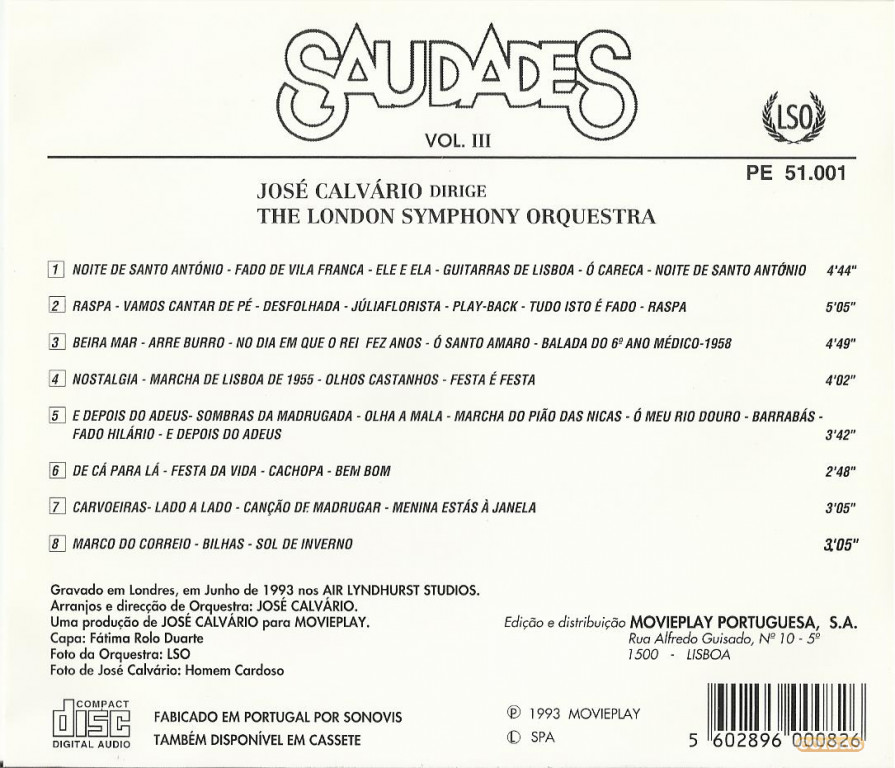 SAUDADES
VOL. III
LSO
PE 51.001
JOSÉ CALVÁRIO DIRIGE
THE LONDON SYMPHONY ORQUESTRA
1 NOITE DE SANTO ANTÓNIO - FADO DE VILA FRANCA - ELE E ELA - GUITARRAS DE LISBOA - Ó CARECA - NOITE DE SANTO ANTÓNIO 4'44"
2 RASPA - VAMOS CANTAR DE PÉ - DESFOLHADA - JÚLIAFLORISTA - PLAY-BACK - TUDO ISTO É FADO - RASPA 5'05"
3 BEIRA MAR - ARRE BURRO - NO DIA EM QUE O REI FEZ ANOS - Ó SANTO AMARO - BALADA DO 6º ANO MÉDICO-1958 4'49"
4 NOSTALGIA - MARCHA DE LISBOA DE 1955 - OLHOS CASTANHOS - FESTA É FESTA 4'02"
5 E DEPOIS DO ADEUS- SOMBRAS DA MADRUGADA - OLHA A MALA - MARCHA DO PIÃO DAS NICAS - Ó MEU RIO DOURO - BARRABÁS -
FADO HILÁRIO - E DEPOIS DO ADEUS 3'42"
6 DE CÁ PARA LÁ - FESTA DA VIDA - CACHOPA - BEM BOM 2'48"
7 CARVOEIRAS- LADO A LADO - CANÇÃO DE MADRUGAR - MENINA ESTÁS À JANELA 3'05"
8 MARCO DO CORREIO - BILHAS - SOL DE INVERNO 3'05"
Gravado em Londres, em Junho de 1993 nos AIR LYNDHURST STUDIOS.
Arranjos e direcção de Orquestra: JOSÉ CALVÁRIO.
Uma produção de JOSÉ CALVÁRIO para MOVIEPLAY.
Capa: Fátima Rolo Duarte
Foto da Orquestra: LSO
Foto de José Calvário: Homem Cardoso
Edição e distribuição MOVIEPLAY PORTUGUESA, S.A.
Rua Alfredo Guisado, Nº 10 - 5º
1500 - LISBOA
COMPACT
disc
DIGITAL AUDIO
FABICADO EM PORTUGAL POR SONOVIS
TAMBÉM DISPONÍVEL EM CASSETE
Ⓟ 1993 MOVIEPLAY
Ⓛ SPA
5 602896 000826